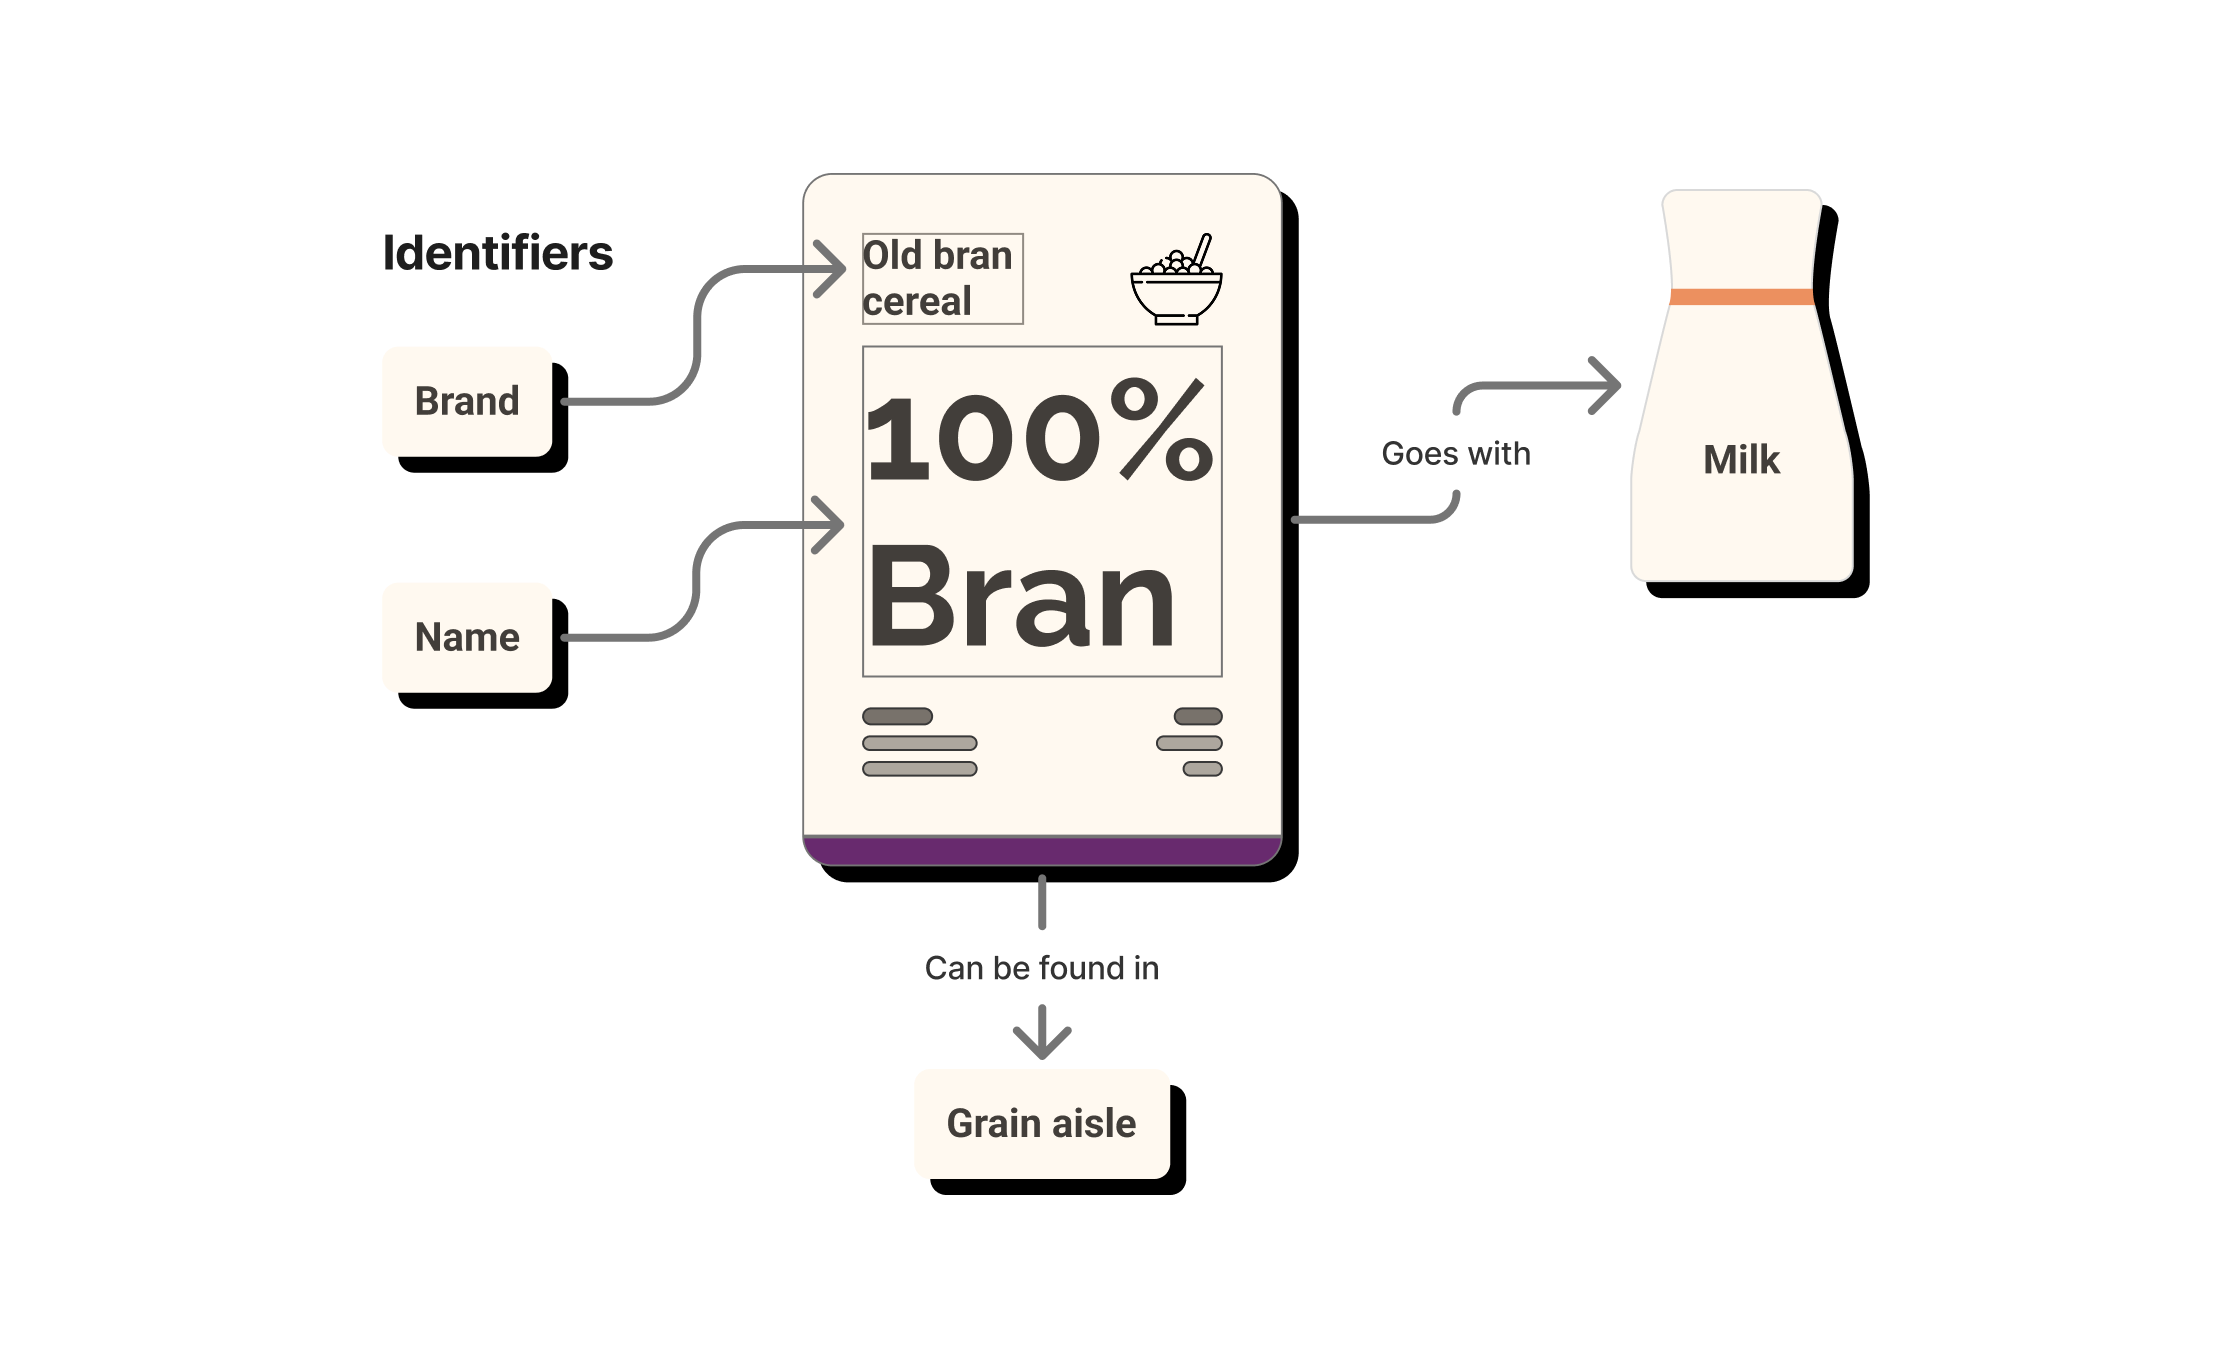 Identifiers
Brand
Name
Old bran
cereal
100%
Bran
Goes with
Milk
Can be found in
Grain aisle